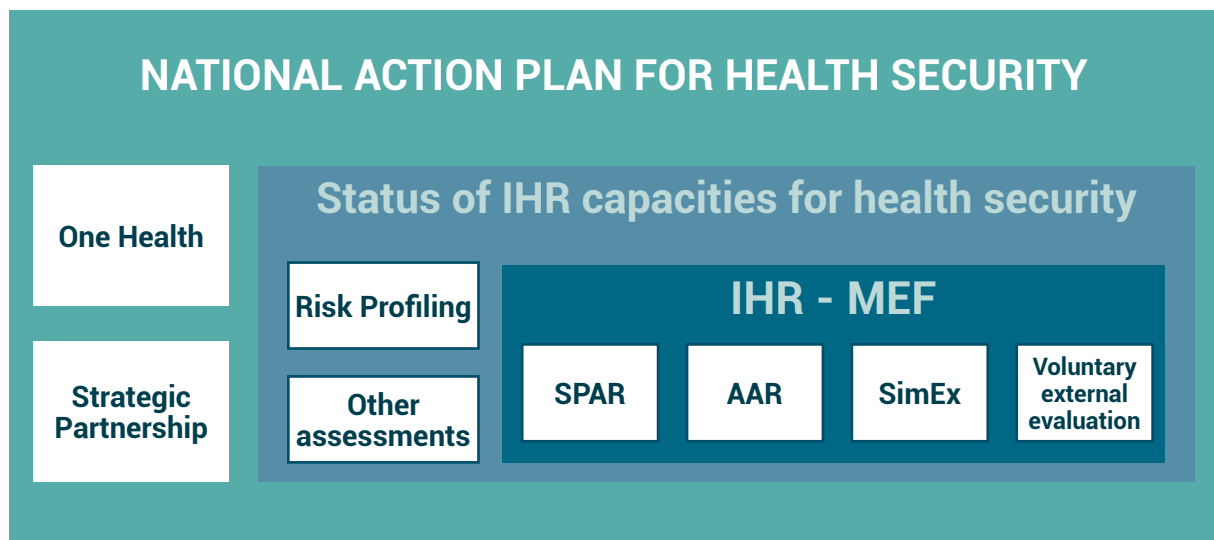 NATIONAL ACTION PLAN FOR HEALTH SECURITY
One Health
Strategic
Partnership
Status of IHR capacities for health security
Risk Profiling
Other
assessments
IHR - MEF
SPAR
AAR
SimEx
Voluntary
external
evaluation